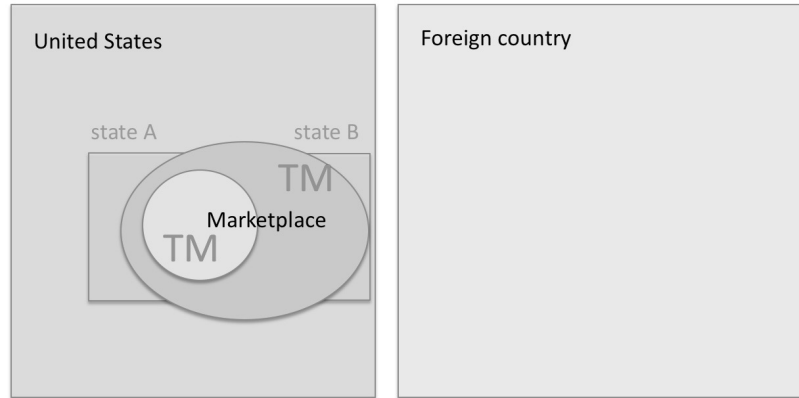 United States
Foreign country
state A
state B
TM
Marketplace
TM